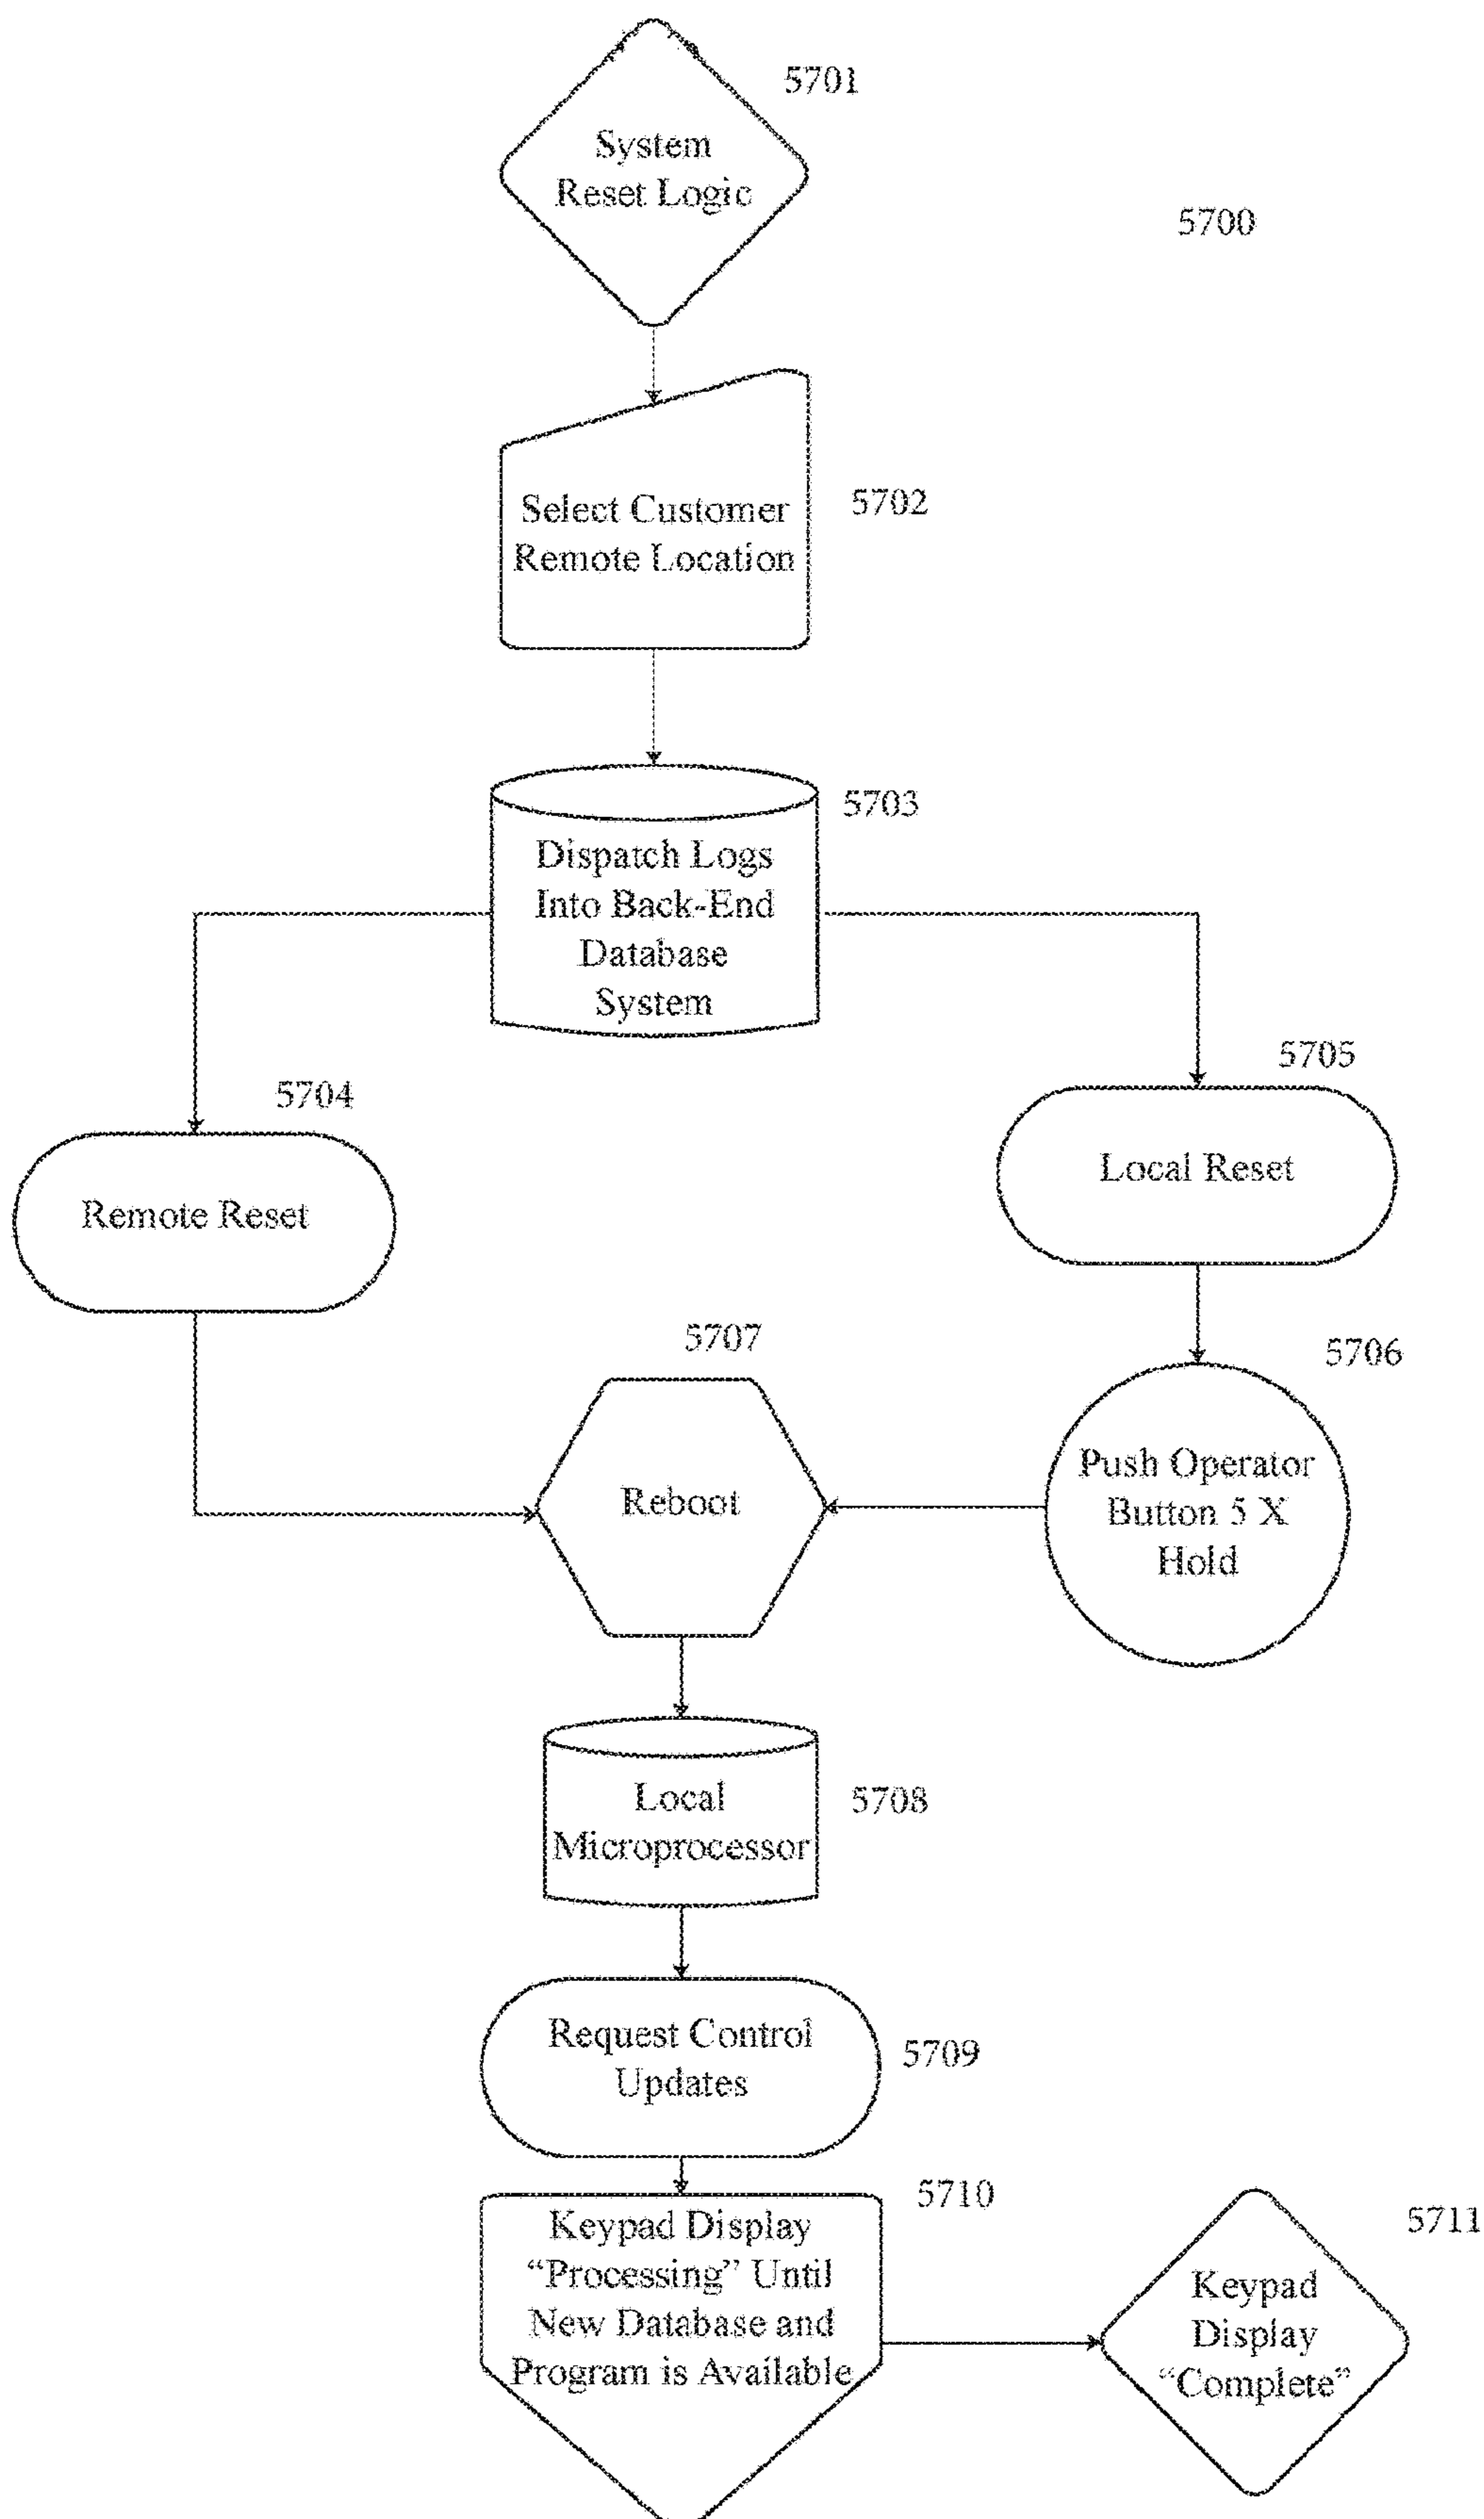 5701
System
Reset Logic
5700
5702
Select Customer
Remote Location
5703
Dispatch Logs
Into Back-End
Database
System
5704
5705
Remote Reset
Local Reset
5707
5706
Reboot
Push Operator
Button 5 X
Hold
5708
Local
Microprocessor
Request Control
Updates
5709
5710
5711
Keypad Display
“Processing” Until
New Database and
Program is Available
Keypad
Display
“Complete”